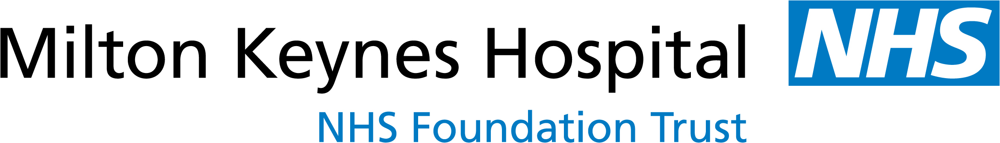 Milton Keynes Hospital NHS
NHS Foundation Trust